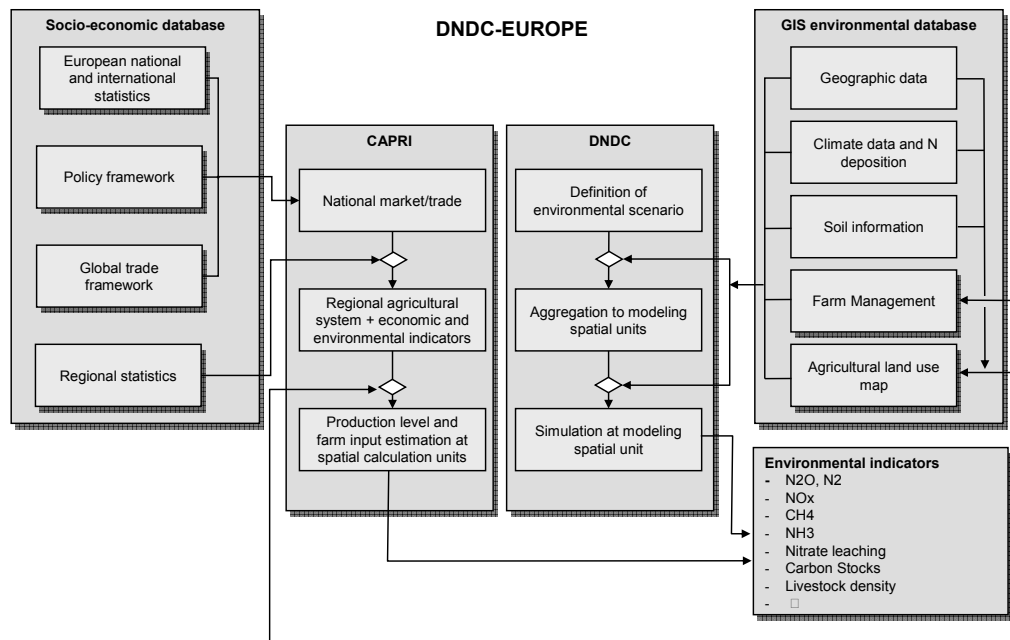 DNDC-EUROPE
Socio-economic database
European national
and international
statistics
Policy framework
Global trade
framework
Regional statistics
CAPRI
National market/trade
Regional agricultural
system + economic and
environmental indicators
Production level and
farm input estimation at
spatial calculation units
DNDC
Definition of
environmental scenario
Aggregation to modeling
spatial units
Simulation at modeling
spatial unit
GIS environmental database
Geographic data
Climate data and N
deposition
Soil information
Farm Management
Agricultural land use
map
Environmental indicators
- N2O, N2
- NOx
- CH4
- NH3
- Nitrate leaching
- Carbon Stocks
- Livestock density
- □